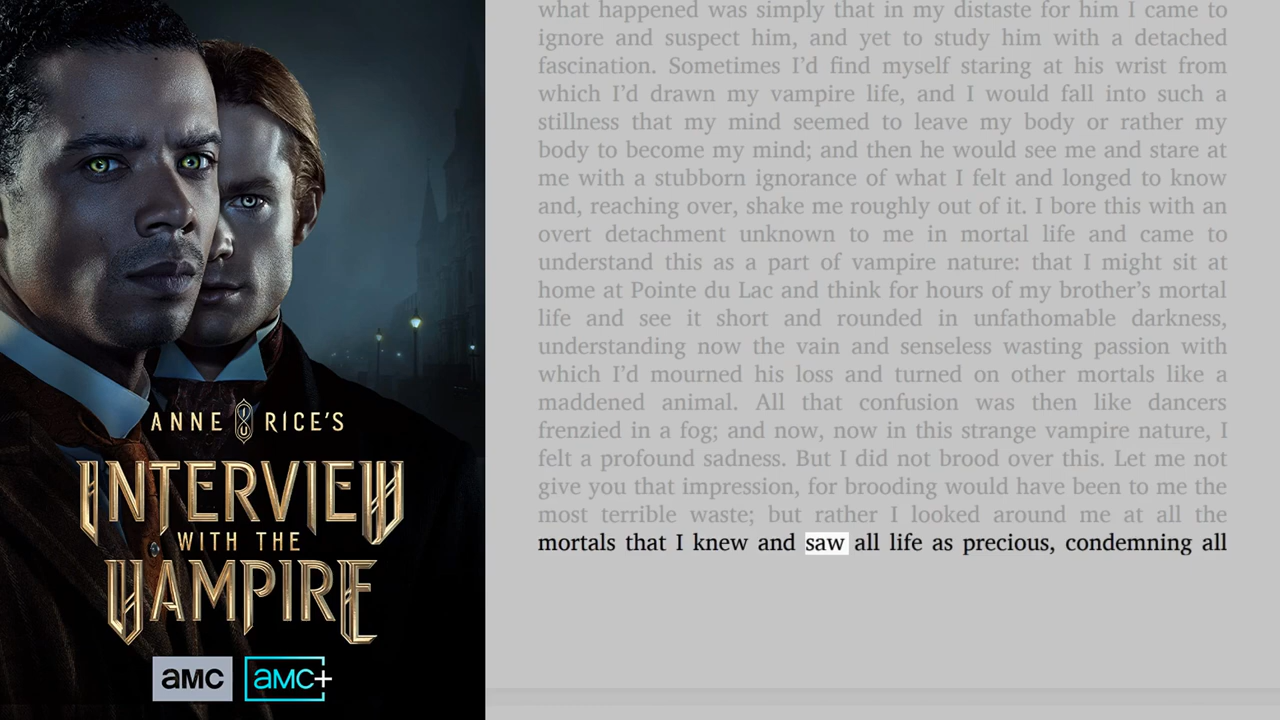 ANNE RICE'S
INTERVIEW
WITH THE
VAMPIRE
amc
amc+
what happened was simply that in my distaste for him I came to
ignore and suspect him, and yet to study him with a detached
fascination. Sometimes I’d find myself staring at his wrist from
which I’d drawn my vampire life, and I would fall into such a
stillness that my mind seemed to leave my body or rather my
body to become my mind; and then he would see me and stare at
me with a stubborn ignorance of what I felt and longed to know
and, reaching over, shake me roughly out of it. I bore this with an
overt detachment unknown to me in mortal life and came to
understand this as a part of vampire nature: that I might sit at
home at Pointe du Lac and think for hours of my brother’s mortal
life and see it short and rounded in unfathomable darkness,
understanding now the vain and senseless wasting passion with
which I’d mourned his loss and turned on other mortals like a
maddened animal. All that confusion was then like dancers
frenzied in a fog; and now, now in this strange vampire nature, I
felt a profound sadness. But I did not brood over this. Let me not
give you that impression, for brooding would have been to me the
most terrible waste; but rather I looked around me at all the
mortals that I knew and saw all life as precious, condemning all